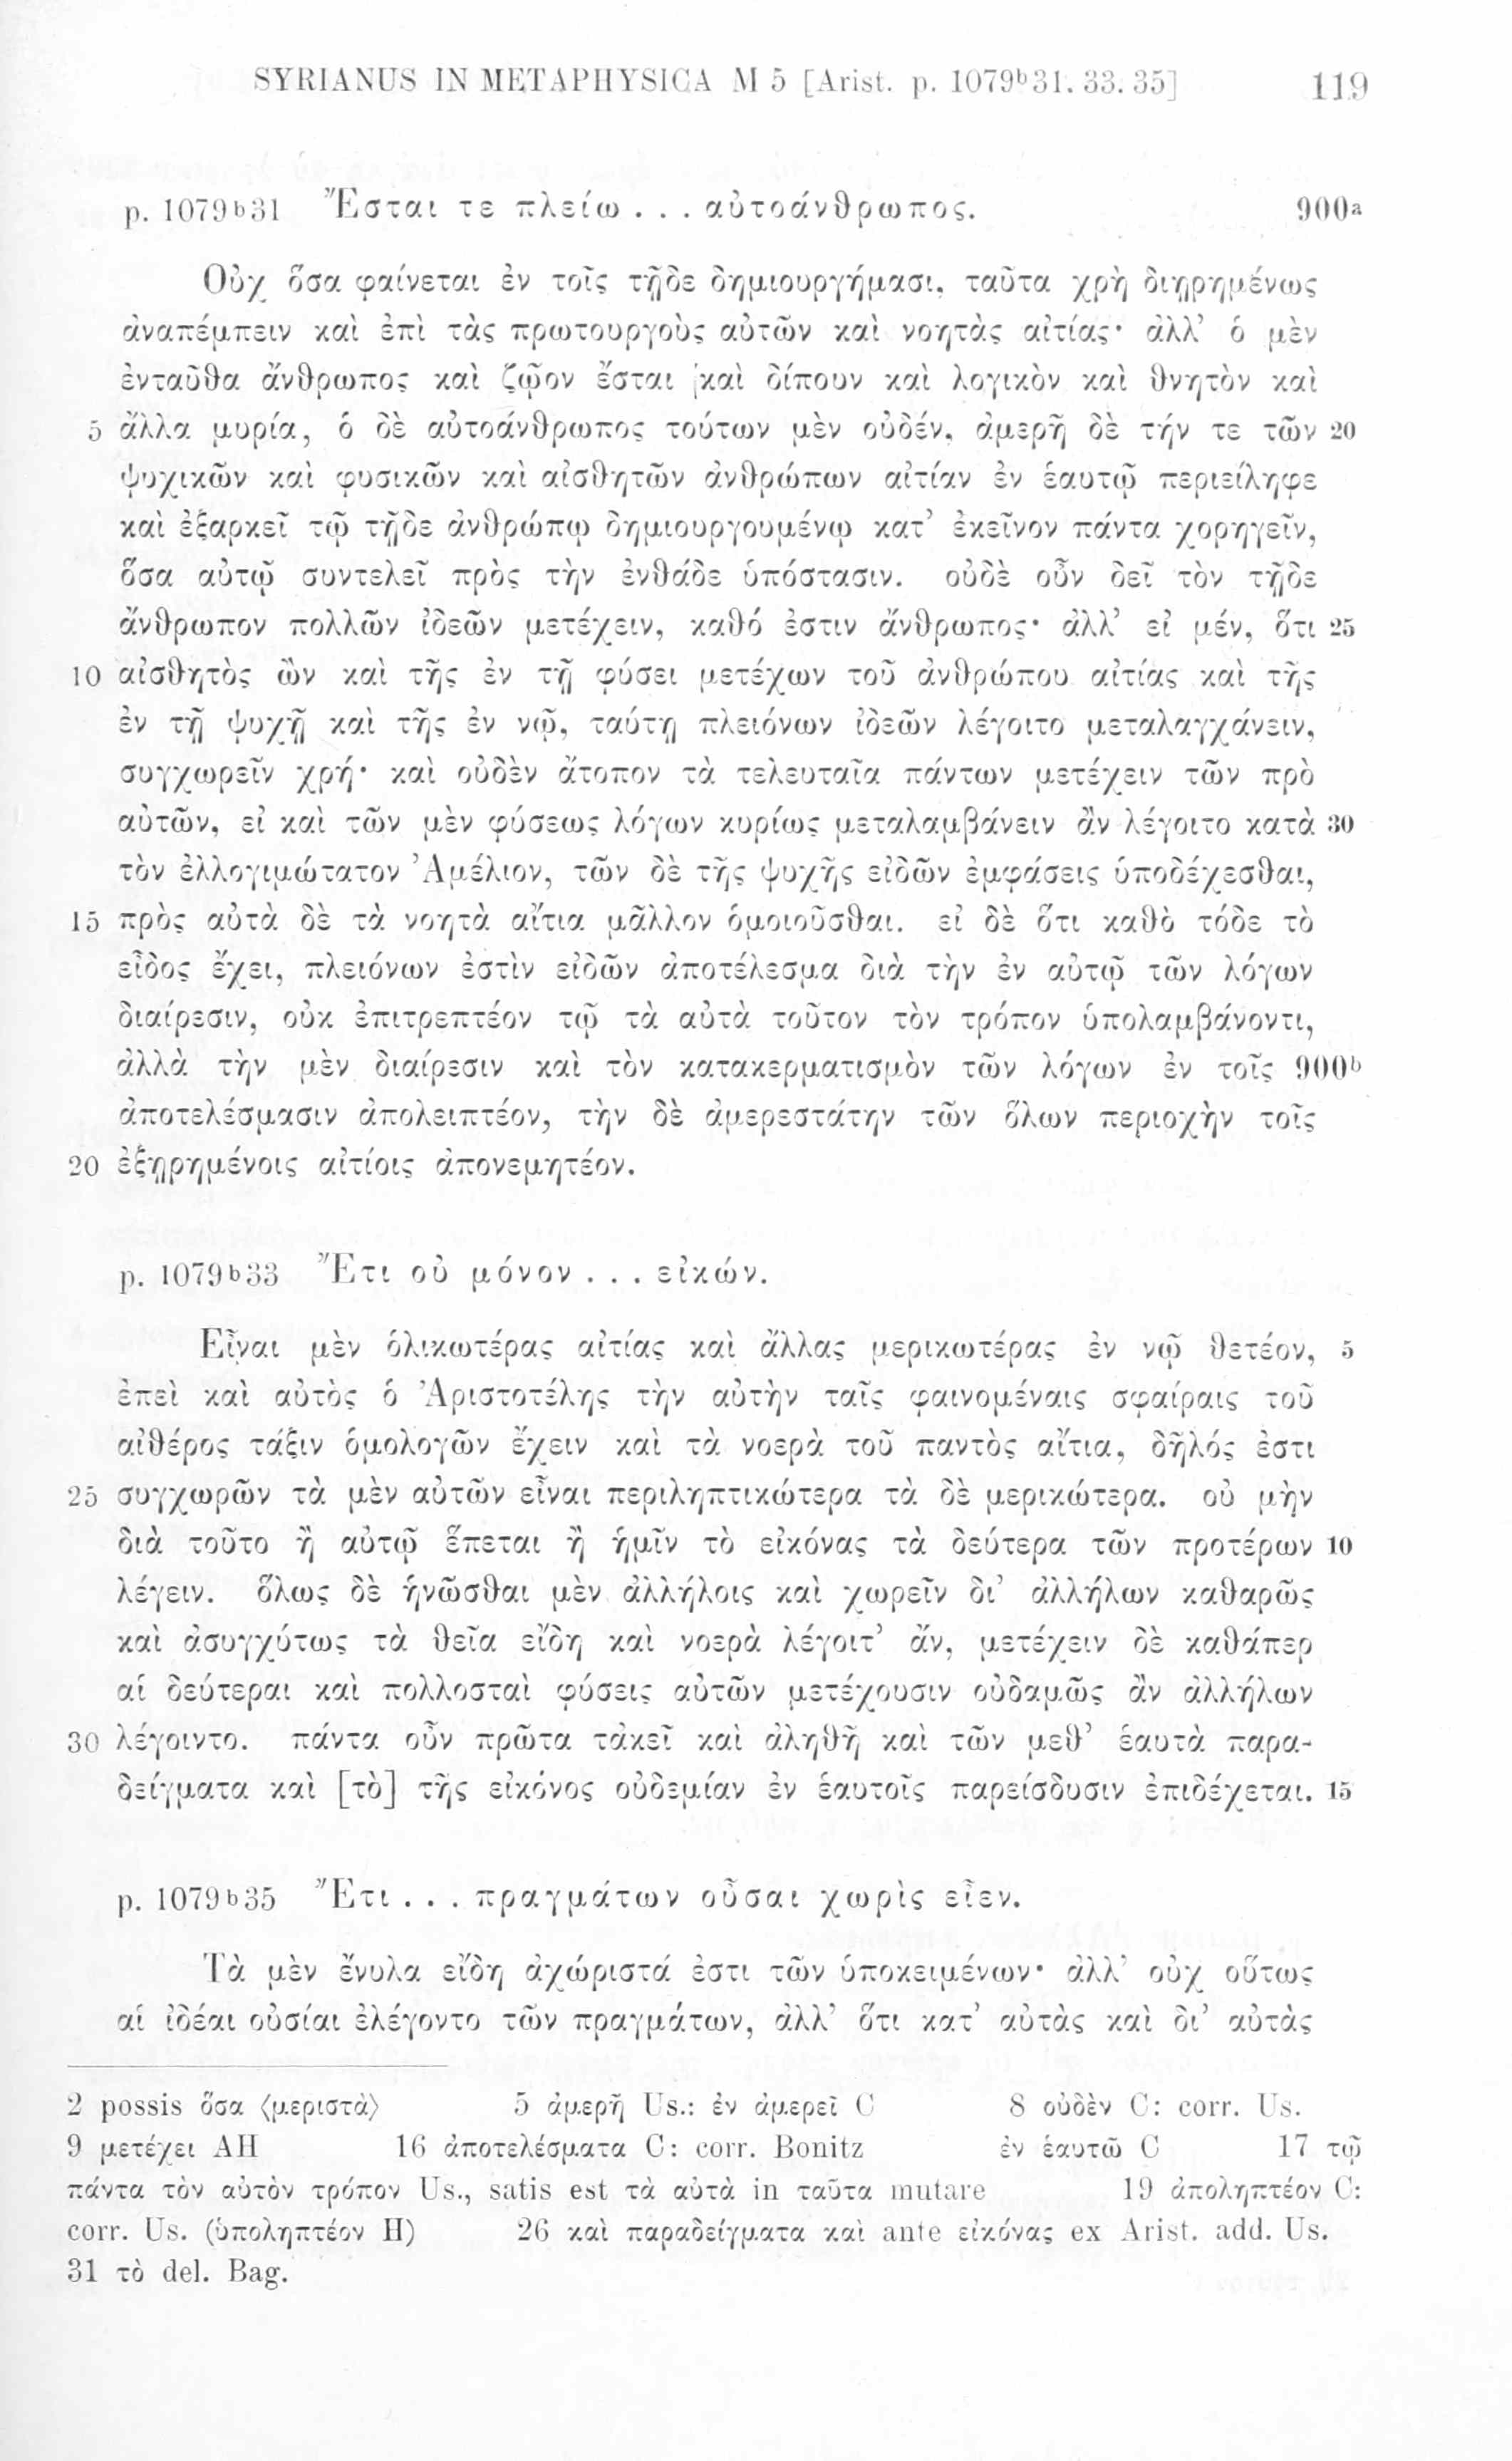 SYRIANUS IN METAPHYSICA M 5 [Arist. p. 1079ᵇ31. 33. 35] 119
p. 1079ᵇ31 Ἔσται τε πλείω . . . αὐτοάνθρωπος. 900ᵃ
Οὐχ ὅσα φαίνεται ἐν τοῖς τῇδε δημιουργήμασι, ταῦτα χρὴ διῃρημένως
ἀναπέμπειν καὶ ἐπὶ τὰς πρωτουργοὺς αὐτῶν καὶ νοητὰς αἰτίας· ἀλλ’ ὁ μὲν
ἐνταῦθα ἄνθρωπος καὶ ζῷον ἔσται καὶ δίπουν καὶ λογικὸν καὶ θνητὸν καὶ
5 ἄλλα μυρία, ὁ δὲ αὐτοάνθρωπος τούτων μὲν οὐδέν, ἀμερῆ δὲ τήν τε τῶν 20
ψυχικῶν καὶ φυσικῶν καὶ αἰσθητῶν ἀνθρώπων αἰτίαν ἐν ἑαυτῷ περιείληφε
καὶ ἐξαρκεῖ τῷ τῇδε ἀνθρώπῳ δημιουργουμένῳ κατ’ ἐκεῖνον πάντα χορηγεῖν,
ὅσα αὐτῷ συντελεῖ πρὸς τὴν ἐνθάδε ὑπόστασιν. οὐδὲ οὖν δεῖ τὸν τῇδε
ἄνθρωπον πολλῶν ἰδεῶν μετέχειν, καθό ἐστιν ἄνθρωπος· ἀλλ’ εἰ μέν, ὅτι 25
10 αἰσθητὸς ὢν καὶ τῆς ἐν τῇ φύσει μετέχων τοῦ ἀνθρώπου αἰτίας καὶ τῆς
ἐν τῇ ψυχῇ καὶ τῆς ἐν νῷ, ταύτῃ πλειόνων ἰδεῶν λέγοιτο μεταλαγχάνειν,
συγχωρεῖν χρή· καὶ οὐδὲν ἄτοπον τὰ τελευταῖα πάντων μετέχειν τῶν πρὸ
αὐτῶν, εἰ καὶ τῶν μὲν φύσεως λόγων κυρίως μεταλαμβάνειν ἂν λέγοιτο κατὰ 30
τὸν ἐλλογιμώτατον Ἀμέλιον, τῶν δὲ τῆς ψυχῆς εἰδῶν ἐμφάσεις ὑποδέχεσθαι,
15 πρὸς αὐτὰ δὲ τὰ νοητὰ αἴτια μᾶλλον ὁμοιοῦσθαι. εἰ δὲ ὅτι καθὸ τόδε τὸ
εἶδος ἔχει, πλειόνων ἐστὶν εἰδῶν ἀποτέλεσμα διὰ τὴν ἐν αὐτῷ τῶν λόγων
διαίρεσιν, οὐκ ἐπιτρεπτέον τῷ τὰ αὐτὰ τοῦτον τὸν τρόπον ὑπολαμβάνοντι,
ἀλλὰ τὴν μὲν διαίρεσιν καὶ τὸν κατακερματισμὸν τῶν λόγων ἐν τοῖς 900ᵇ
ἀποτελέσμασιν ἀπολειπτέον, τὴν δὲ ἀμερεστάτην τῶν ὅλων περιοχὴν τοῖς
20 ἐξῃρημένοις αἰτίοις ἀπονεμητέον.
p. 1079ᵇ33 Ἔτι οὐ μόνον . . . εἰκών.
Εἶναι μὲν ὁλικωτέρας αἰτίας καὶ ἄλλας μερικωτέρας ἐν νῷ θετέον, 5
ἐπεὶ καὶ αὐτὸς ὁ Ἀριστοτέλης τὴν αὐτὴν ταῖς φαινομέναις σφαίραις τοῦ
αἰθέρος τάξιν ὁμολογῶν ἔχειν καὶ τὰ νοερὰ τοῦ παντὸς αἴτια, δῆλός ἐστι
25 συγχωρῶν τὰ μὲν αὐτῶν εἶναι περιληπτικώτερα τὰ δὲ μερικώτερα. οὐ μὴν
διὰ τοῦτο ἢ αὐτῷ ἕπεται ἢ ἡμῖν τὸ εἰκόνας τὰ δεύτερα τῶν προτέρων 10
λέγειν. ὅλως δὲ ἡνῶσθαι μὲν ἀλλήλοις καὶ χωρεῖν δι’ ἀλλήλων καθαρῶς
καὶ ἀσυγχύτως τὰ θεῖα εἴδη καὶ νοερὰ λέγοιτ’ ἄν, μετέχειν δὲ καθάπερ
αἱ δεύτεραι καὶ πολλοσταὶ φύσεις αὐτῶν μετέχουσιν οὐδαμῶς ἂν ἀλλήλων
30 λέγοιντο. πάντα οὖν πρῶτα τἀκεῖ καὶ ἀληθῆ καὶ τῶν μεθ’ ἑαυτὰ παρα-
δείγματα καὶ [τὸ] τῆς εἰκόνος οὐδεμίαν ἐν ἑαυτοῖς παρείσδυσιν ἐπιδέχεται. 15
p. 1079ᵇ35 Ἔτι . . . πραγμάτων οὖσαι χωρὶς εἶεν.
Τὰ μὲν ἔνυλα εἴδη ἀχώριστά ἐστι τῶν ὑποκειμένων· ἀλλ’ οὐχ οὕτως
αἱ ἰδέαι οὐσίαι ἐλέγοντο τῶν πραγμάτων, ἀλλ’ ὅτι κατ’ αὐτὰς καὶ δι’ αὐτὰς
2 possis ὅσα ⟨μεριστὰ⟩ 5 ἀμερῆ Us.: ἐν ἀμερεῖ C 8 οὐδὲν C: corr. Us.
9 μετέχει AH 16 ἀποτελέσματα C: corr. Bonitz ἐν ἑαυτῶ C 17 τῷ
πάντα τὸν αὐτὸν τρόπον Us., satis est τὰ αὐτὰ in ταῦτα mutare 19 ἀποληπτέον C:
corr. Us. (ὑποληπτέον H) 26 καὶ παραδείγματα καὶ ante εἰκόνας ex Arist. add. Us.
31 τὸ del. Bag.